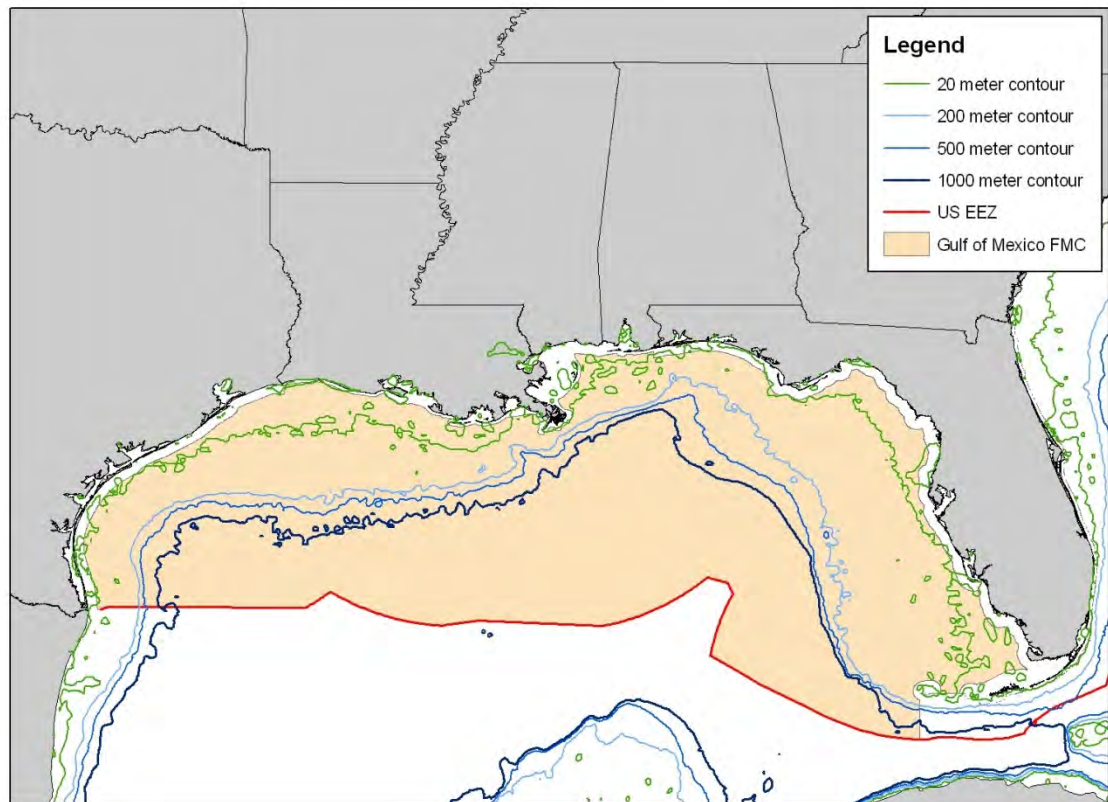 Legend
20 meter contour
200 meter contour
500 meter contour
1000 meter contour
US EEZ
Gulf of Mexico FMC